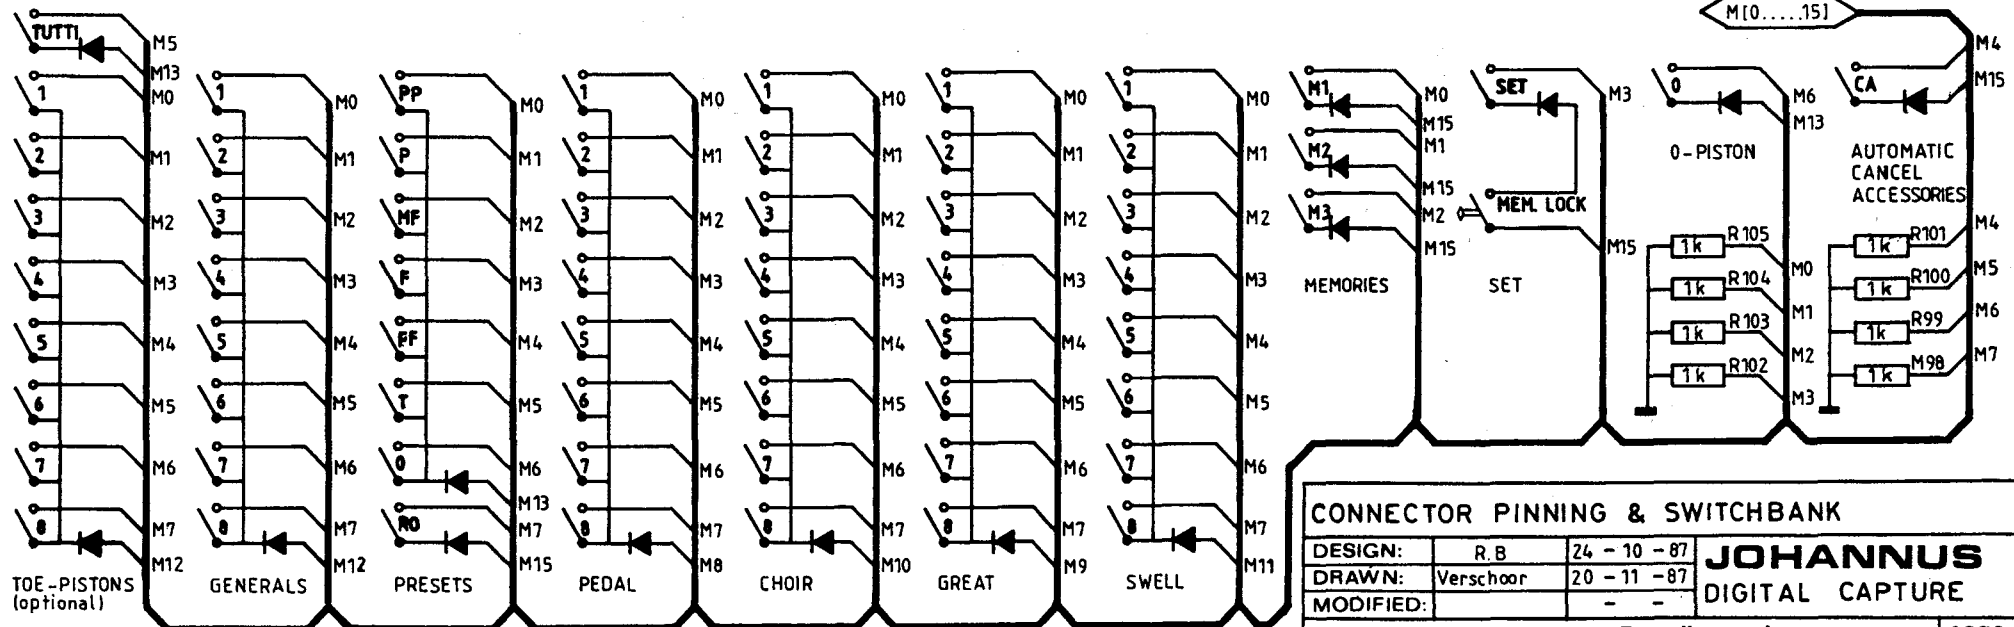 M[0.....15]
TUTTI
M5
M13
M0
1
M1
2
M2
3
M3
4
M4
5
M5
6
M6
7
M7
8
M12
TOE-PISTONS
(optional)
1
M0
2
M1
3
M2
4
M3
5
M4
6
M5
7
M6
8
M7
M12
GENERALS
PP
M0
P
M1
MF
M2
F
M3
FF
M4
T
M5
0
M6
M13
RO
M7
M15
PRESETS
1
M0
2
M1
3
M2
4
M3
5
M4
6
M5
7
M6
8
M7
M8
PEDAL
1
M0
2
M1
3
M2
4
M3
5
M4
6
M5
7
M6
8
M7
M10
CHOIR
1
M0
2
M1
3
M2
4
M3
5
M4
6
M5
7
M6
8
M7
M9
GREAT
1
M0
2
M1
3
M2
4
M3
5
M4
6
M5
7
M6
8
M7
M11
SWELL
M1
M0
M15
M2
M1
M15
M3
M2
M15
MEMORIES
SET
M3
MEM. LOCK
M15
SET
0
M6
M13
0-PISTON
1k R105
M0
1k R104
M1
1k R103
M2
1k R102
M3
M4
CA
M15
AUTOMATIC
CANCEL
ACCESSORIES
1k R101
M4
1k R100
M5
1k R99
M6
1k M98
M7
CONNECTOR PINNING & SWITCHBANK
DESIGN: R.B 24 - 10 - 87
DRAWN: Verschoor 20 - 11 - 87
MODIFIED: - -
JOHANNUS
DIGITAL CAPTURE